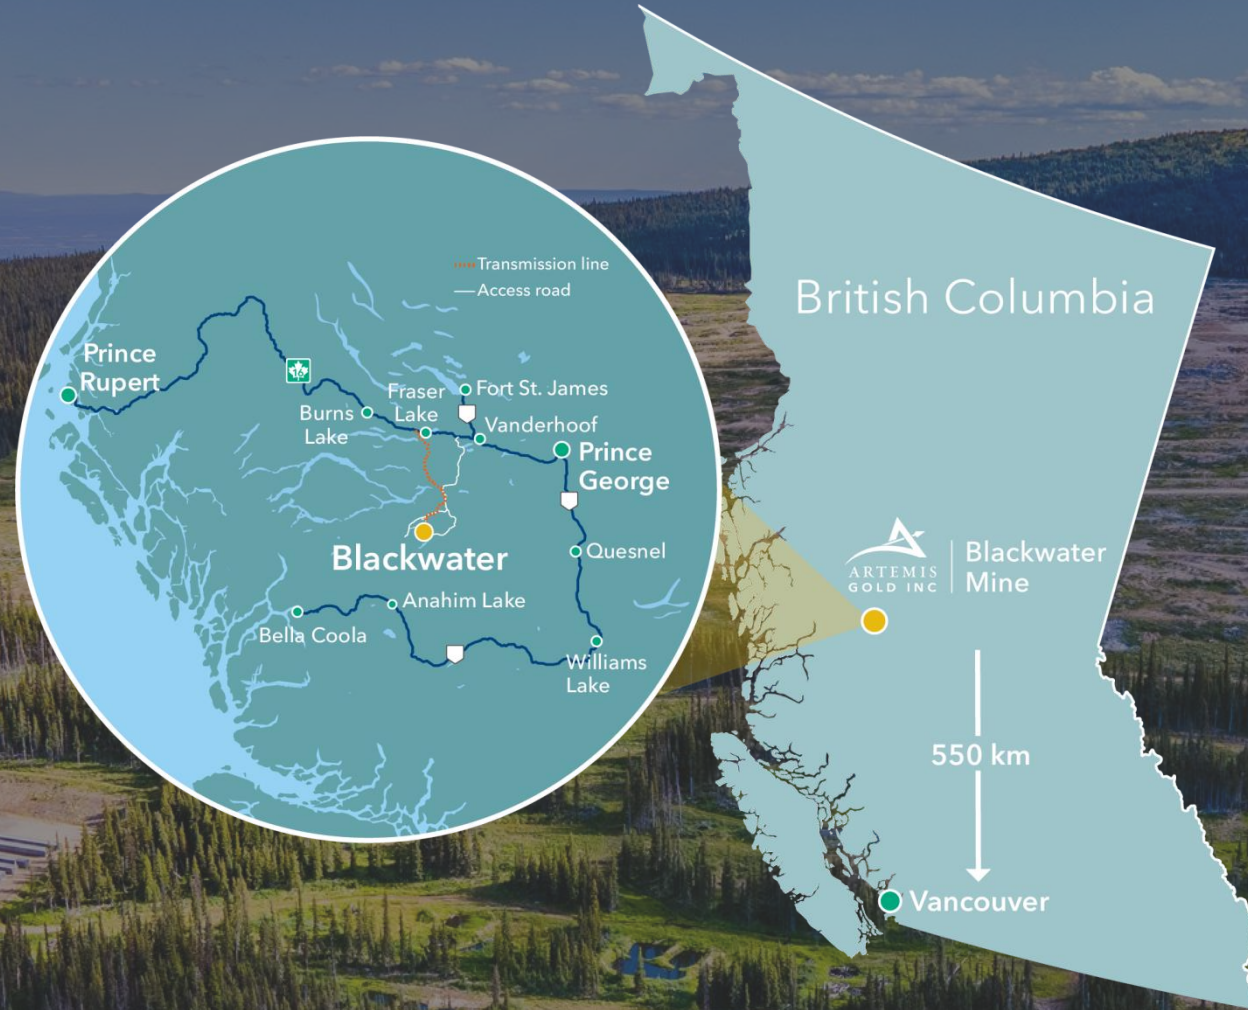 British Columbia
Transmission line
Access road
Prince
Rupert
16
Fraser
Lake
Fort St. James
Burns
Lake
Vanderhoof
Prince
George
Blackwater
Quesnel
Anahim Lake
Bella Coola
Williams
Lake
ARTEMIS
GOLD INC
Blackwater
Mine
550 km
Vancouver